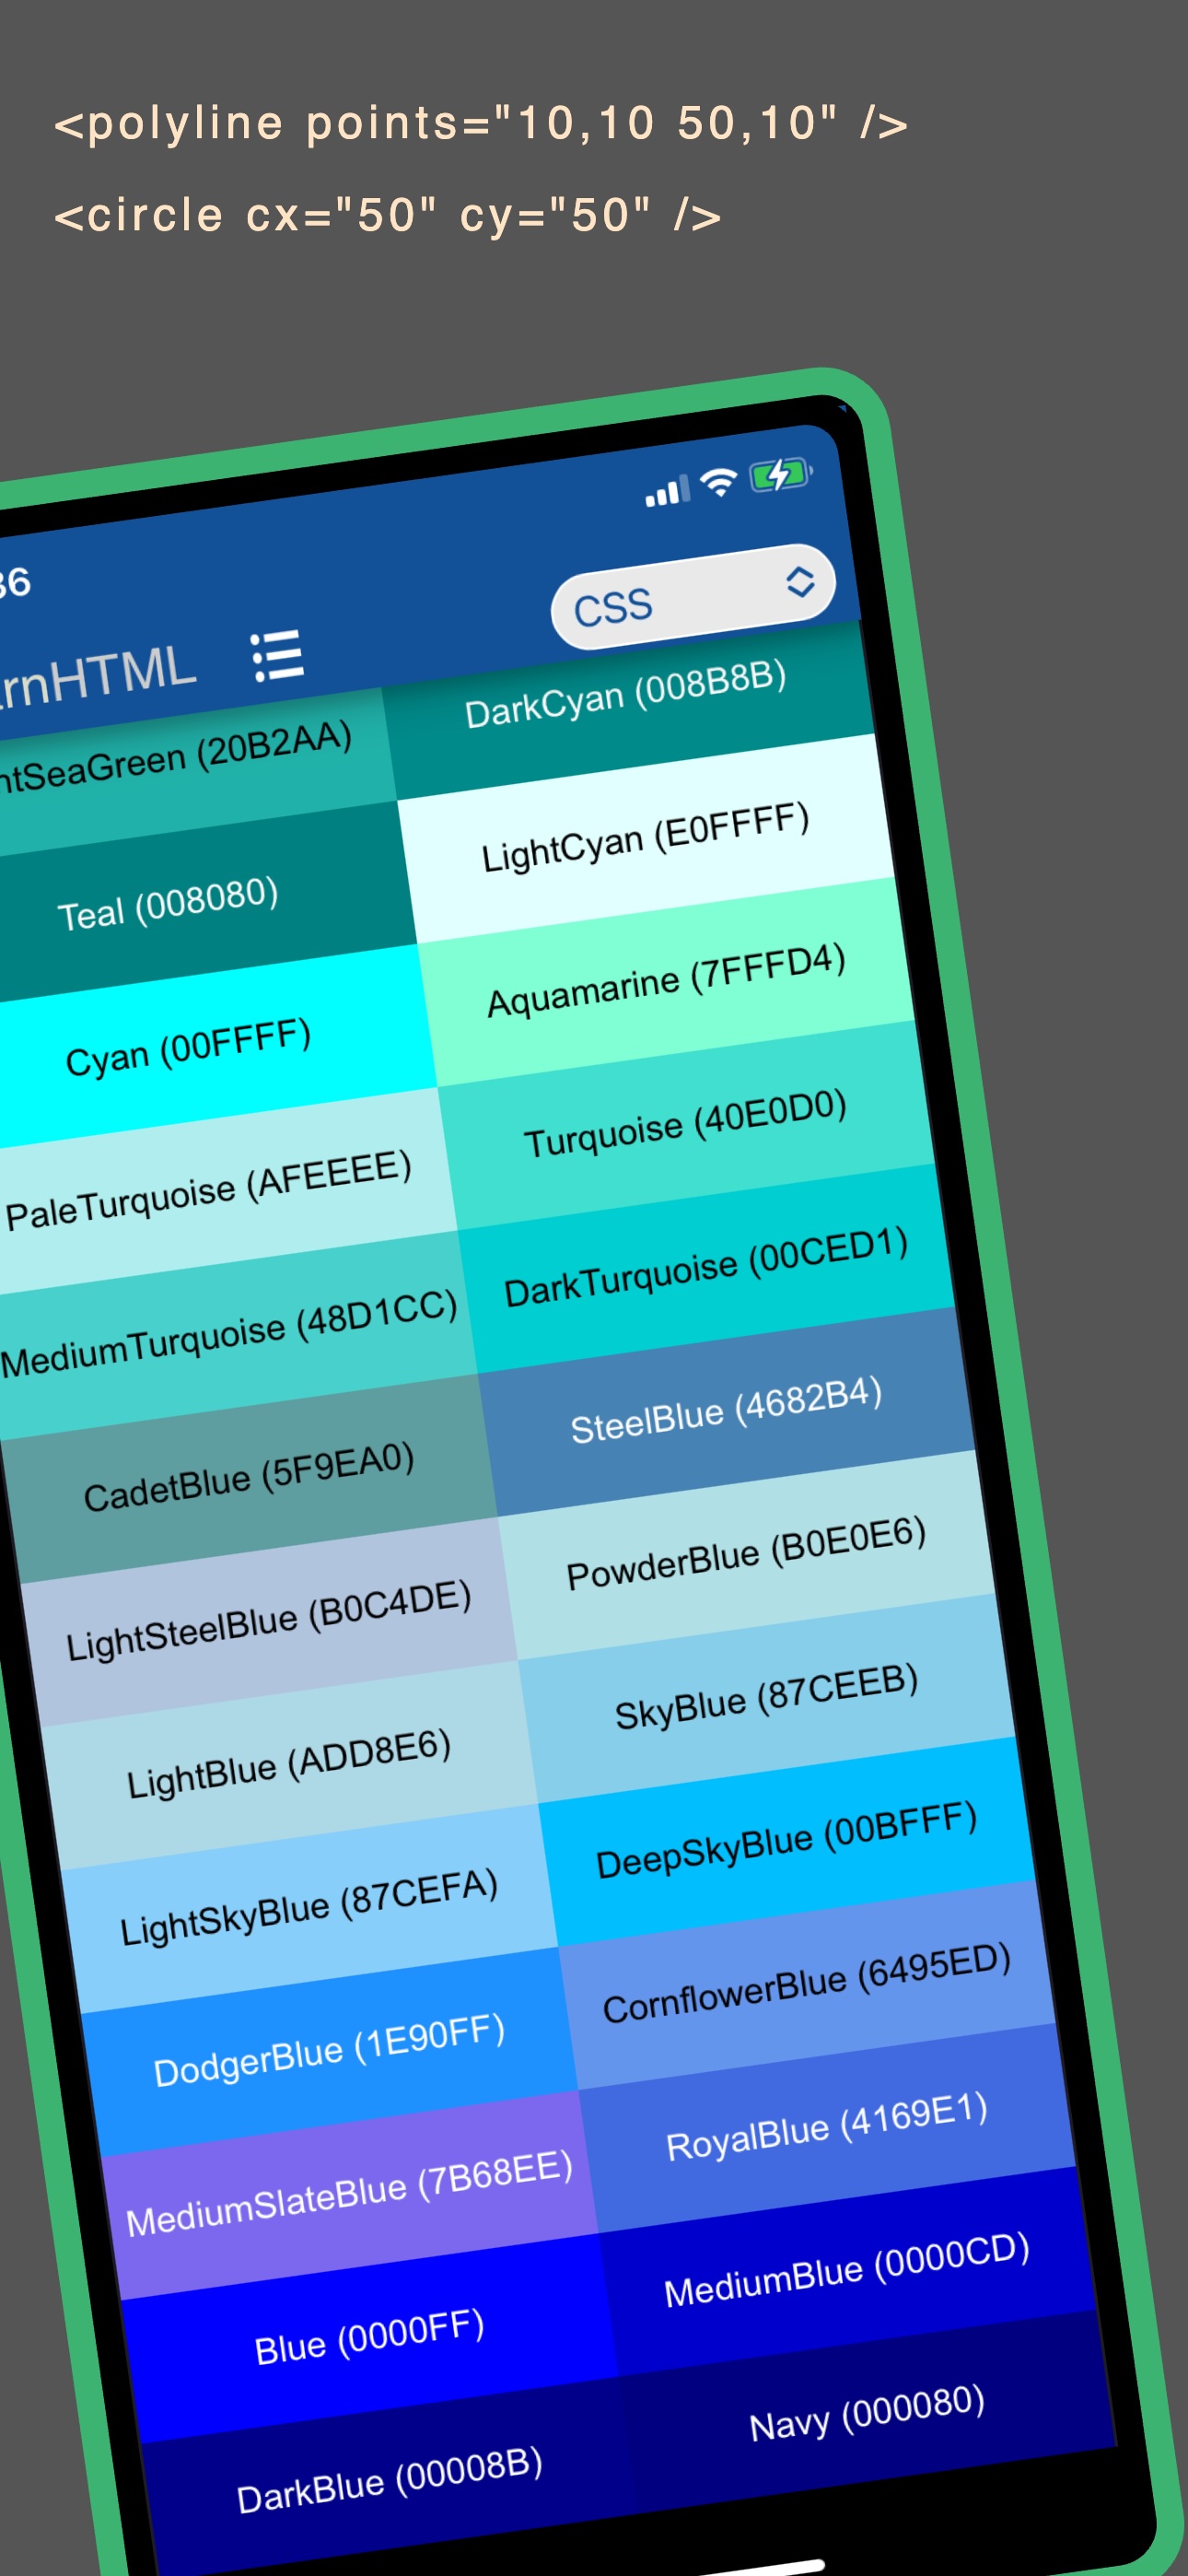 <polyline points="10,10 50,10" />
<circle cx="50" cy="50" />
36
rnHTML
CSS
ntSeaGreen (20B2AA)
DarkCyan (008B8B)
Teal (008080)
LightCyan (E0FFFF)
Cyan (00FFFF)
Aquamarine (7FFFD4)
PaleTurquoise (AFEEEE)
Turquoise (40E0D0)
MediumTurquoise (48D1CC)
DarkTurquoise (00CED1)
CadetBlue (5F9EA0)
SteelBlue (4682B4)
LightSteelBlue (B0C4DE)
PowderBlue (B0E0E6)
LightBlue (ADD8E6)
SkyBlue (87CEEB)
LightSkyBlue (87CEFA)
DeepSkyBlue (00BFFF)
DodgerBlue (1E90FF)
CornflowerBlue (6495ED)
MediumSlateBlue (7B68EE)
RoyalBlue (4169E1)
Blue (0000FF)
MediumBlue (0000CD)
DarkBlue (00008B)
Navy (000080)